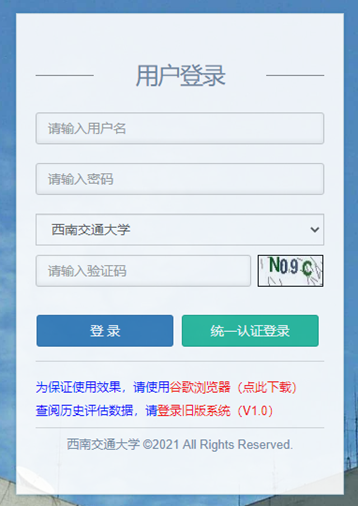 用户登录
请输入用户名
请输入密码
西南交通大学
请输入验证码 N09C
登 录 统一认证登录
为保证使用效果，请使用谷歌浏览器（点此下载）
查阅历史评估数据，请登录旧版系统（V1.0）
西南交通大学 ©2021 All Rights Reserved.